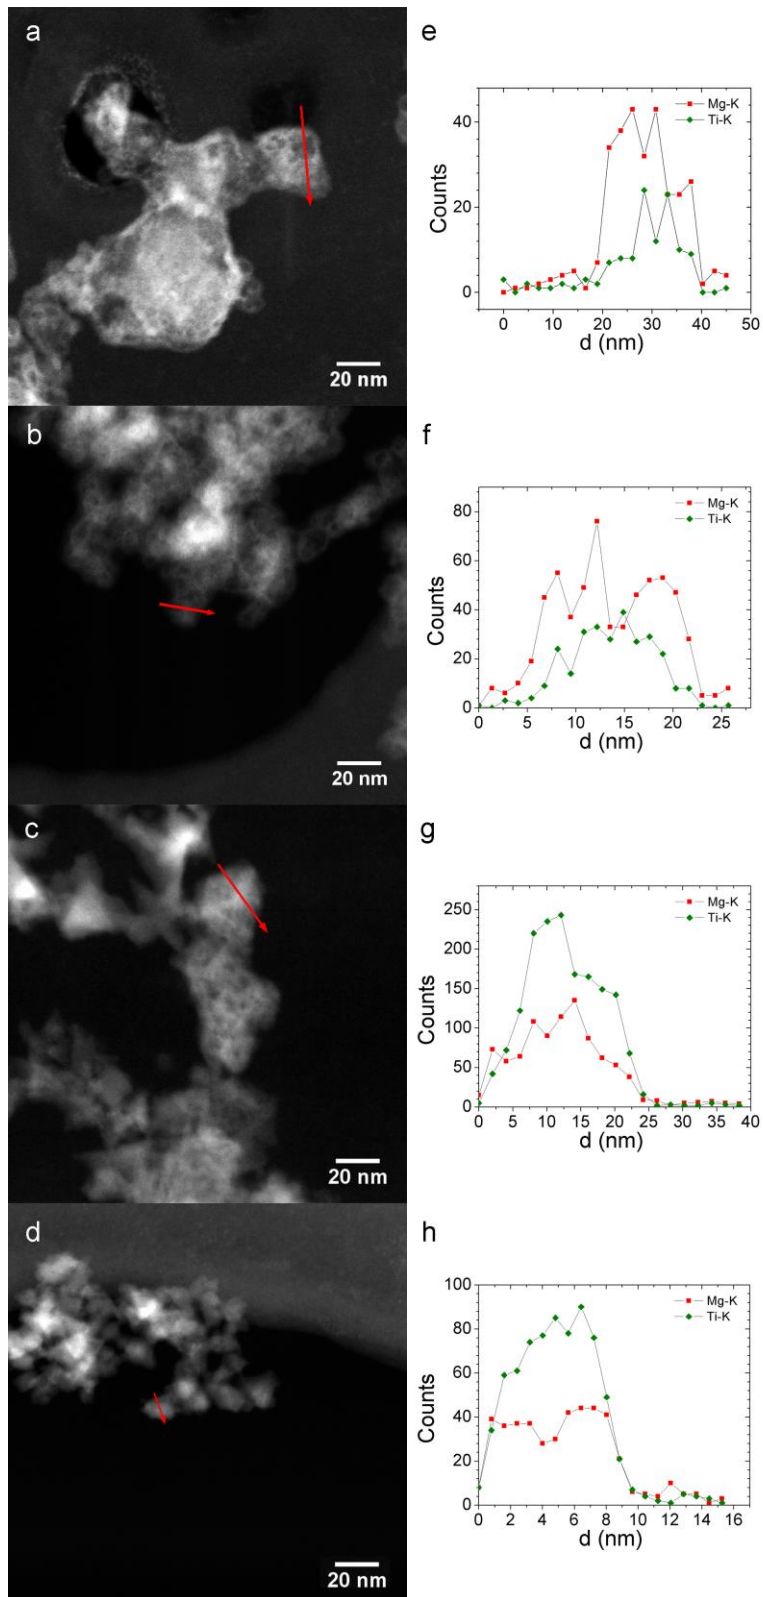 a
20 nm
e
Mg-K
Ti-K
Counts
40
20
0
0 10 20 30 40 50
d (nm)
b
20 nm
f
Mg-K
Ti-K
Counts
80
60
40
20
0
0 5 10 15 20 25
d (nm)
c
20 nm
g
Mg-K
Ti-K
Counts
250
200
150
100
50
0
0 5 10 15 20 25 30 35 40
d (nm)
d
20 nm
h
Mg-K
Ti-K
Counts
100
80
60
40
20
0
0 2 4 6 8 10 12 14 16
d (nm)